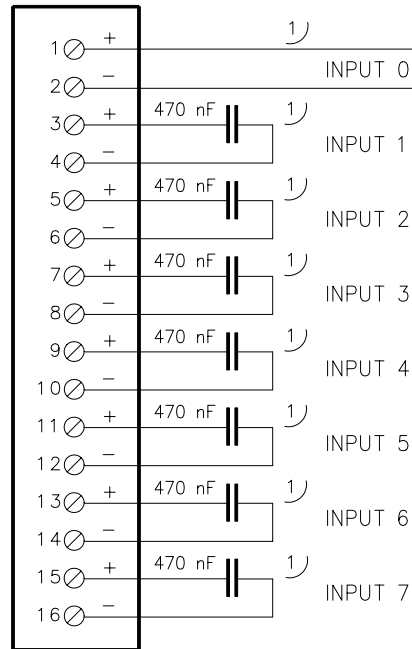 1 + 1)
2 − INPUT 0
3 + 470 nF 1)
4 − INPUT 1
5 + 470 nF 1)
6 − INPUT 2
7 + 470 nF 1)
8 − INPUT 3
9 + 470 nF 1)
10 − INPUT 4
11 + 470 nF 1)
12 − INPUT 5
13 + 470 nF 1)
14 − INPUT 6
15 + 470 nF 1)
16 − INPUT 7